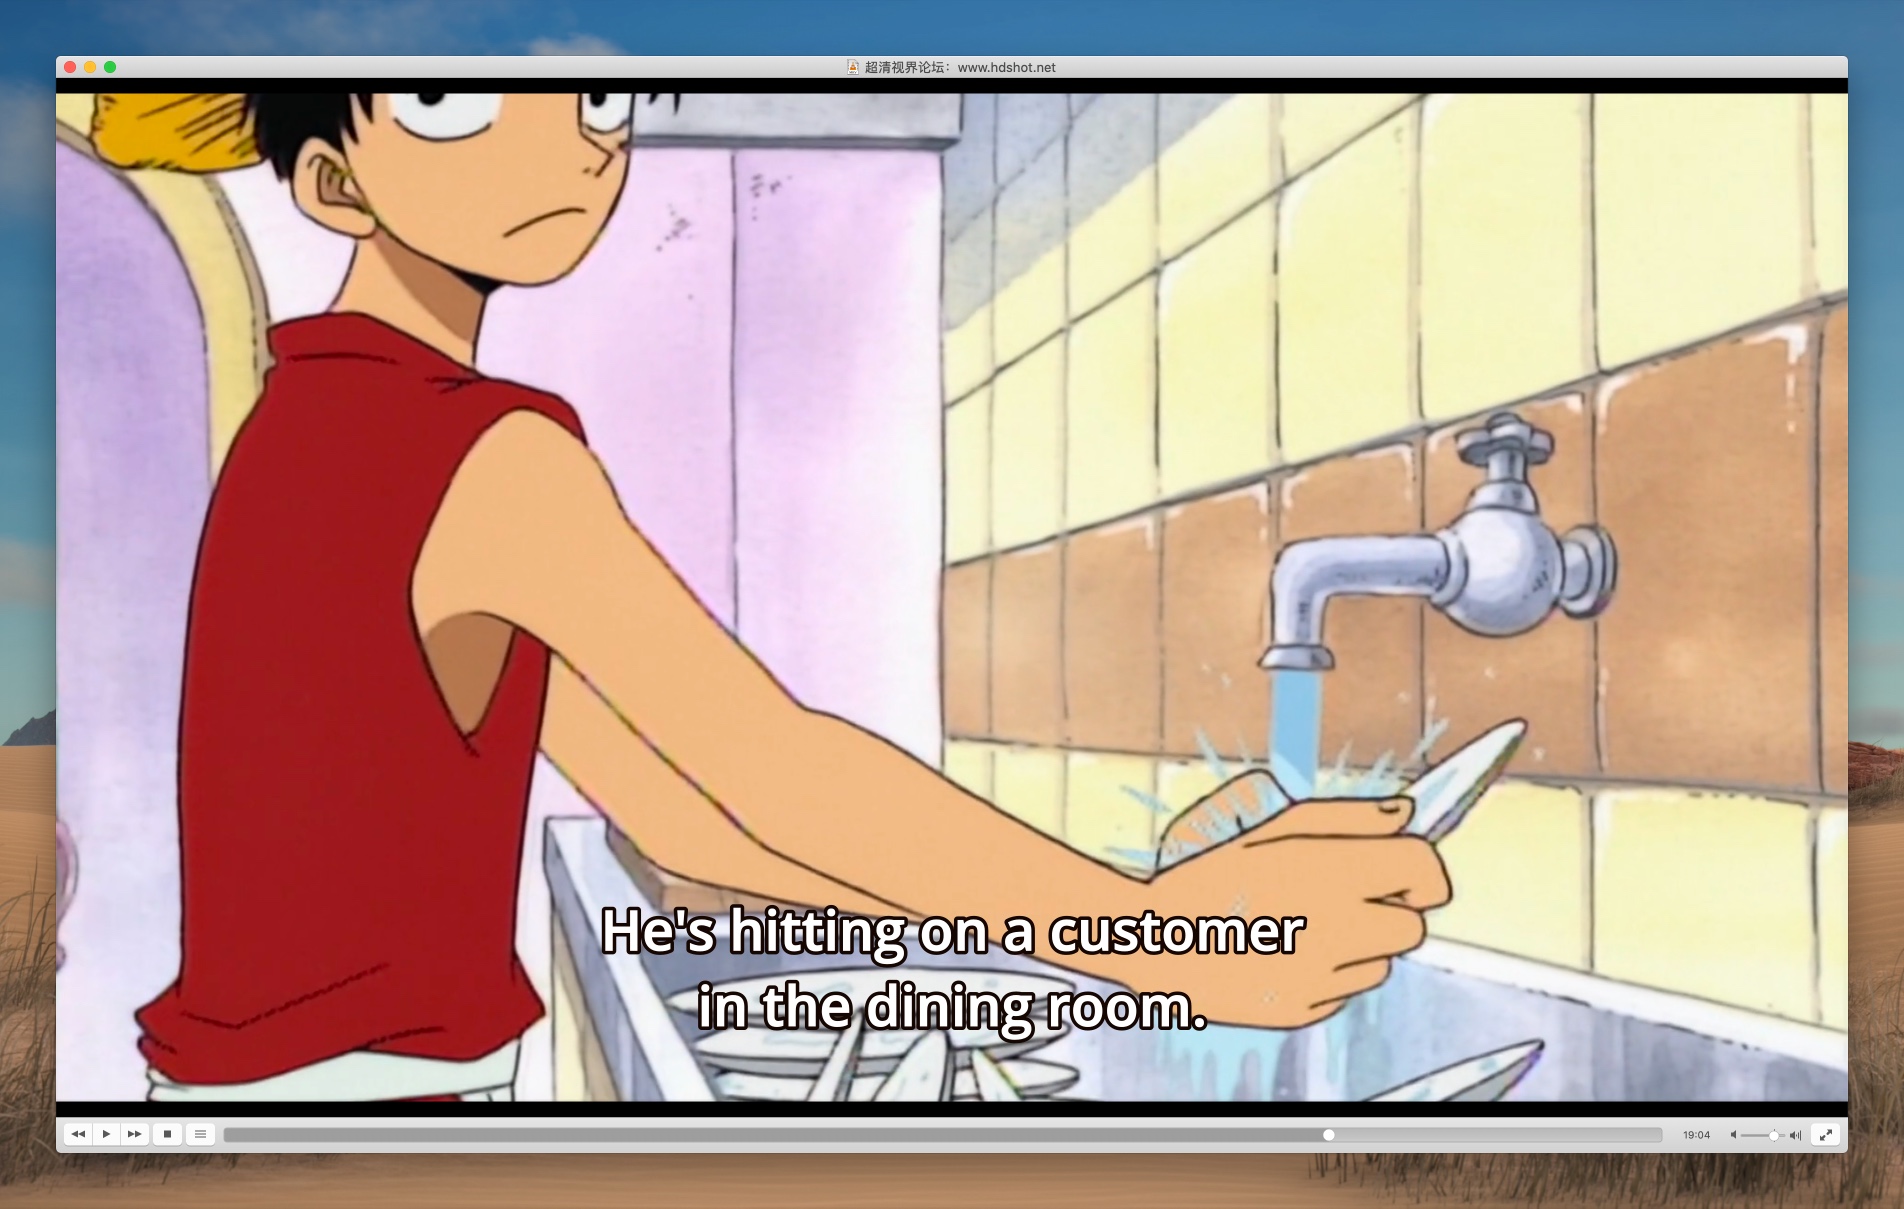 超清视界论坛：www.hdshot.net
He's hitting on a customer
in the dining room.
19:04